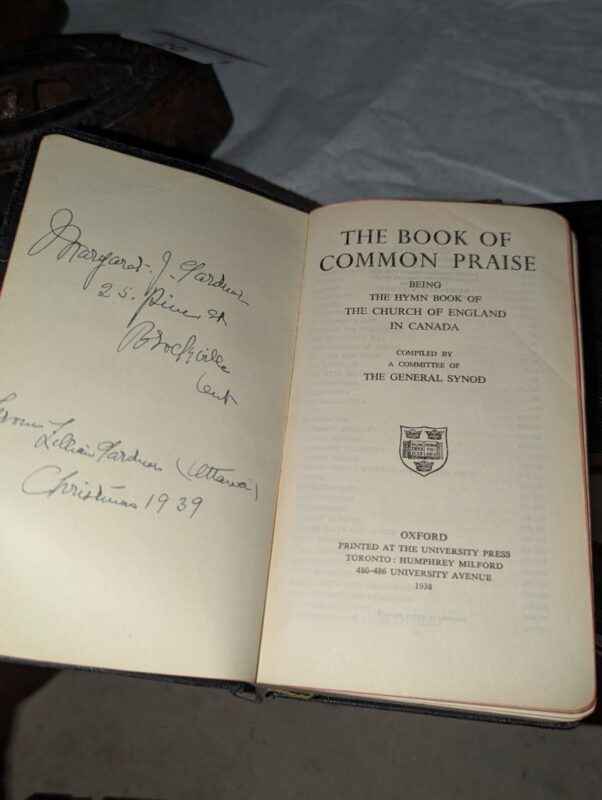 Margaret J. Gardner
25. Pine St
Brockville
Ont
From Lillian Gardner (Ottawa)
Christmas 1939
THE BOOK OF
COMMON PRAISE
BEING
THE HYMN BOOK OF
THE CHURCH OF ENGLAND
IN CANADA
COMPILED BY
A COMMITTEE OF
THE GENERAL SYNOD
OXFORD
PRINTED AT THE UNIVERSITY PRESS
TORONTO: HUMPHREY MILFORD
480-486 UNIVERSITY AVENUE
1938